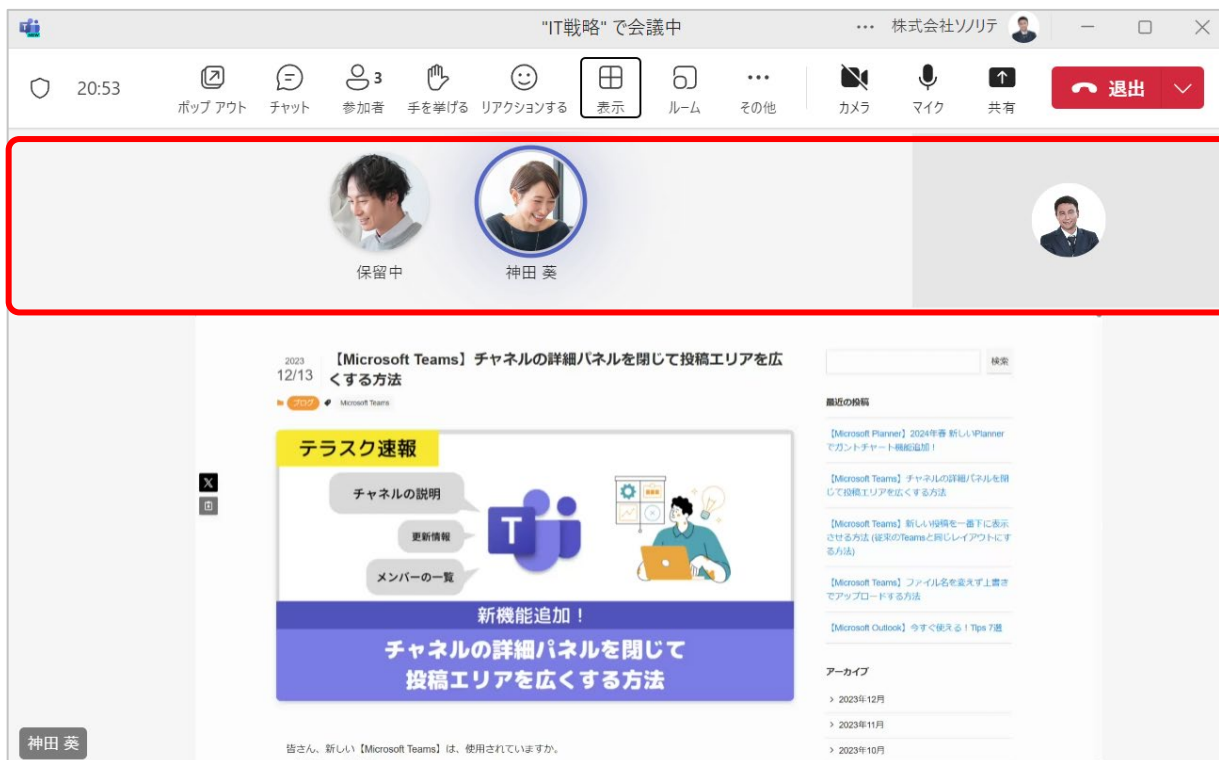 "IT戦略" で会議中
… 株式会社ソノリテ
20:53
ポップ アウト
チャット
3
参加者
手を挙げる
リアクションする
表示
ルーム
その他
カメラ
マイク
共有
退出
保留中
神田 葵
2023
12/13
【Microsoft Teams】チャネルの詳細パネルを閉じて投稿エリアを広
くする方法
ブログ
Microsoft Teams
テラスク速報
チャネルの説明
更新情報
メンバーの一覧
T
新機能追加！
チャネルの詳細パネルを閉じて
投稿エリアを広くする方法
皆さん、新しい【Microsoft Teams】は、使用されていますか。
検索
最近の投稿
【Microsoft Planner】2024年春 新しいPlanner
でガントチャート機能追加！
【Microsoft Teams】チャネルの詳細パネルを閉
じて投稿エリアを広くする方法
【Microsoft Teams】新しい投稿を一番下に表示
させる方法 (従来のTeamsと同じレイアウトにす
る方法)
【Microsoft Teams】ファイル名を変えず上書き
でアップロードする方法
【Microsoft Outlook】今すぐ使える！Tips 7選
アーカイブ
> 2023年12月
> 2023年11月
> 2023年10月
神田 葵